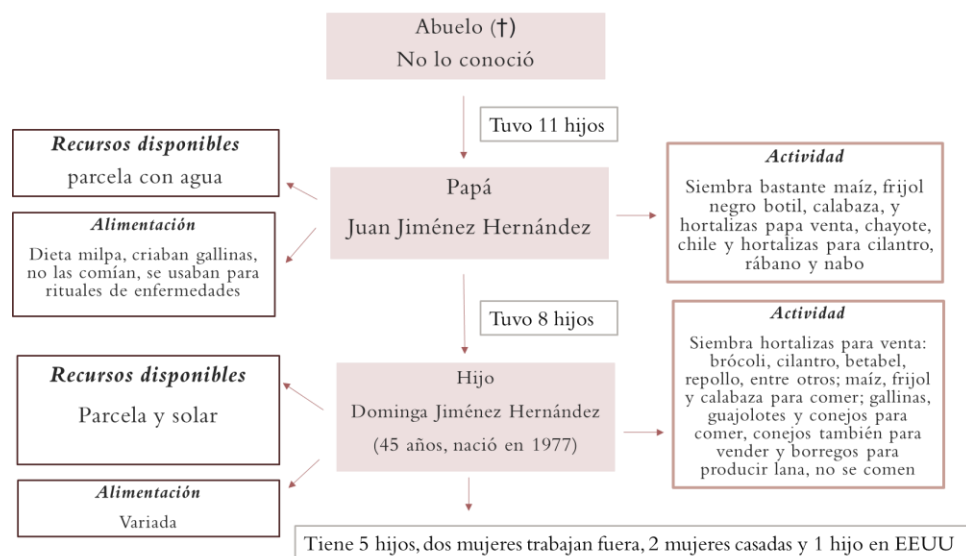 Abuelo (†)
No lo conoció
Tuvo 11 hijos
Recursos disponibles
parcela con agua
Alimentación
Dieta milpa, criaban gallinas,
no las comían, se usaban para
rituales de enfermedades
Papá
Juan Jiménez Hernández
Actividad
Siembra bastante maíz, frijol
negro botil, calabaza, y
hortalizas papa venta, chayote,
chile y hortalizas para cilantro,
rábano y nabo
Tuvo 8 hijos
Recursos disponibles
Parcela y solar
Alimentación
Variada
Hijo
Dominga Jiménez Hernández
(45 años, nació en 1977)
Actividad
Siembra hortalizas para venta:
brócoli, cilantro, betabel,
repollo, entre otros; maíz, frijol
y calabaza para comer; gallinas,
guajolotes y conejos para
comer, conejos también para
vender y borregos para
producir lana, no se comen
Tiene 5 hijos, dos mujeres trabajan fuera, 2 mujeres casadas y 1 hijo en EEUU